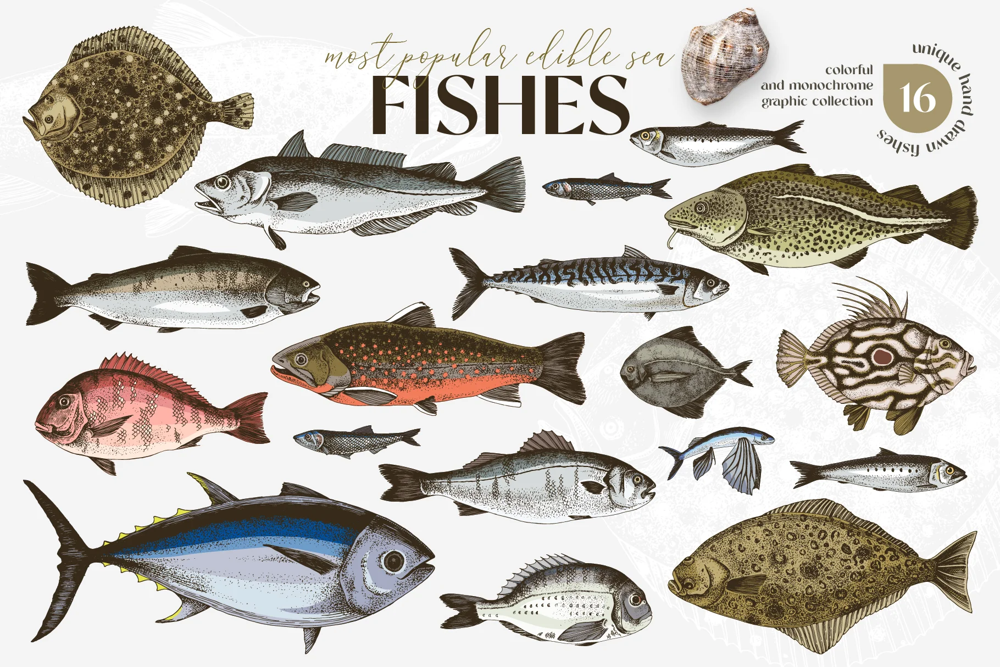 most popular edible sea
FISHES
colorful
and monochrome
graphic collection
16
unique hand drawn fishes